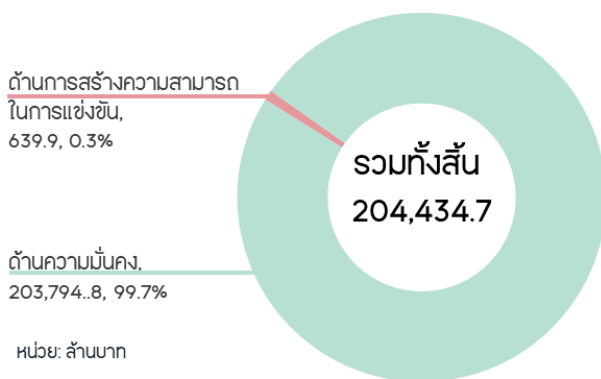 ด้านการสร้างความสามารถ
ในการแข่งขัน,
639.9, 0.3%
รวมทั้งสิ้น
204,434.7
ด้านความมั่นคง,
203,794..8, 99.7%
หน่วย: ล้านบาท